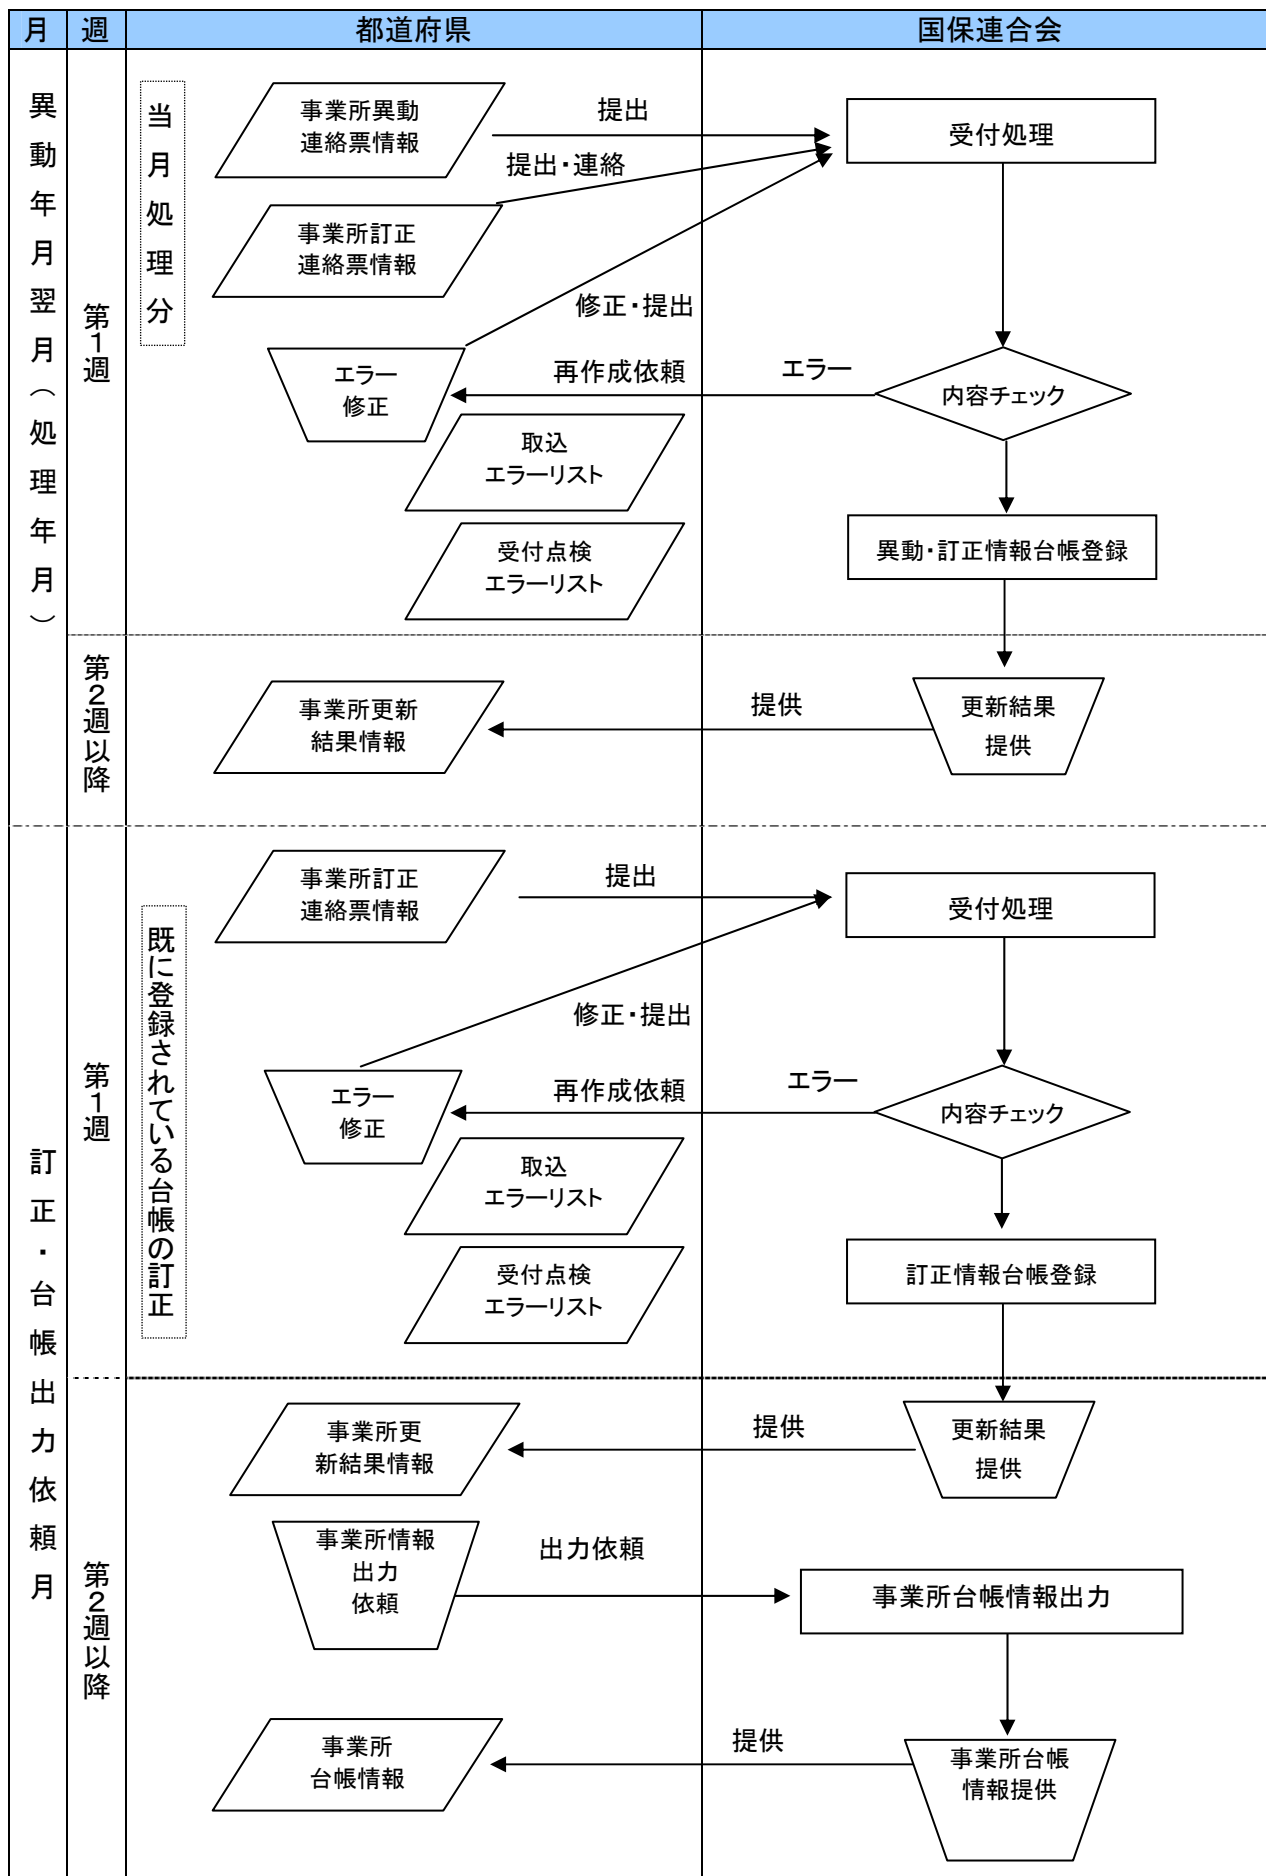 月
週
都道府県
国保連合会
異動年月翌月（処理年月）
第1週
当月処理分
事業所異動
連絡票情報
提出
受付処理
提出・連絡
事業所訂正
連絡票情報
修正・提出
エラー
修正
再作成依頼
エラー
内容チェック
取込
エラーリスト
受付点検
エラーリスト
異動・訂正情報台帳登録
第2週以降
事業所更新
結果情報
提供
更新結果
提供
訂正・台帳出力依頼月
第1週
既に登録されている台帳の訂正
事業所訂正
連絡票情報
提出
受付処理
修正・提出
エラー
修正
再作成依頼
エラー
内容チェック
取込
エラーリスト
受付点検
エラーリスト
訂正情報台帳登録
第2週以降
事業所更
新結果情報
提供
更新結果
提供
事業所情報
出力
依頼
出力依頼
事業所台帳情報出力
事業所
台帳情報
提供
事業所台帳
情報提供